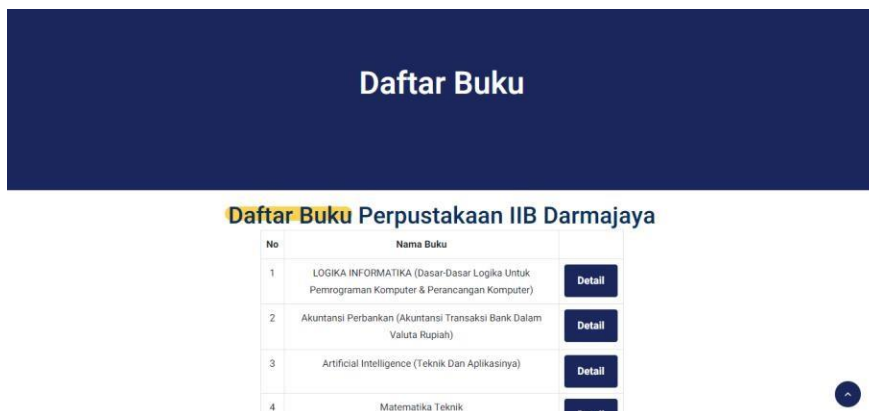 Daftar Buku
Daftar Buku Perpustakaan IIB Darmajaya
No Nama Buku
1 LOGIKA INFORMATIKA (Dasar-Dasar Logika Untuk
Pemrograman Komputer & Perancangan Komputer) Detail
2 Akuntansi Perbankan (Akuntansi Transaksi Bank Dalam
Valuta Rupiah) Detail
3 Artificial Intelligence (Teknik Dan Aplikasinya) Detail
4 Matematika Teknik